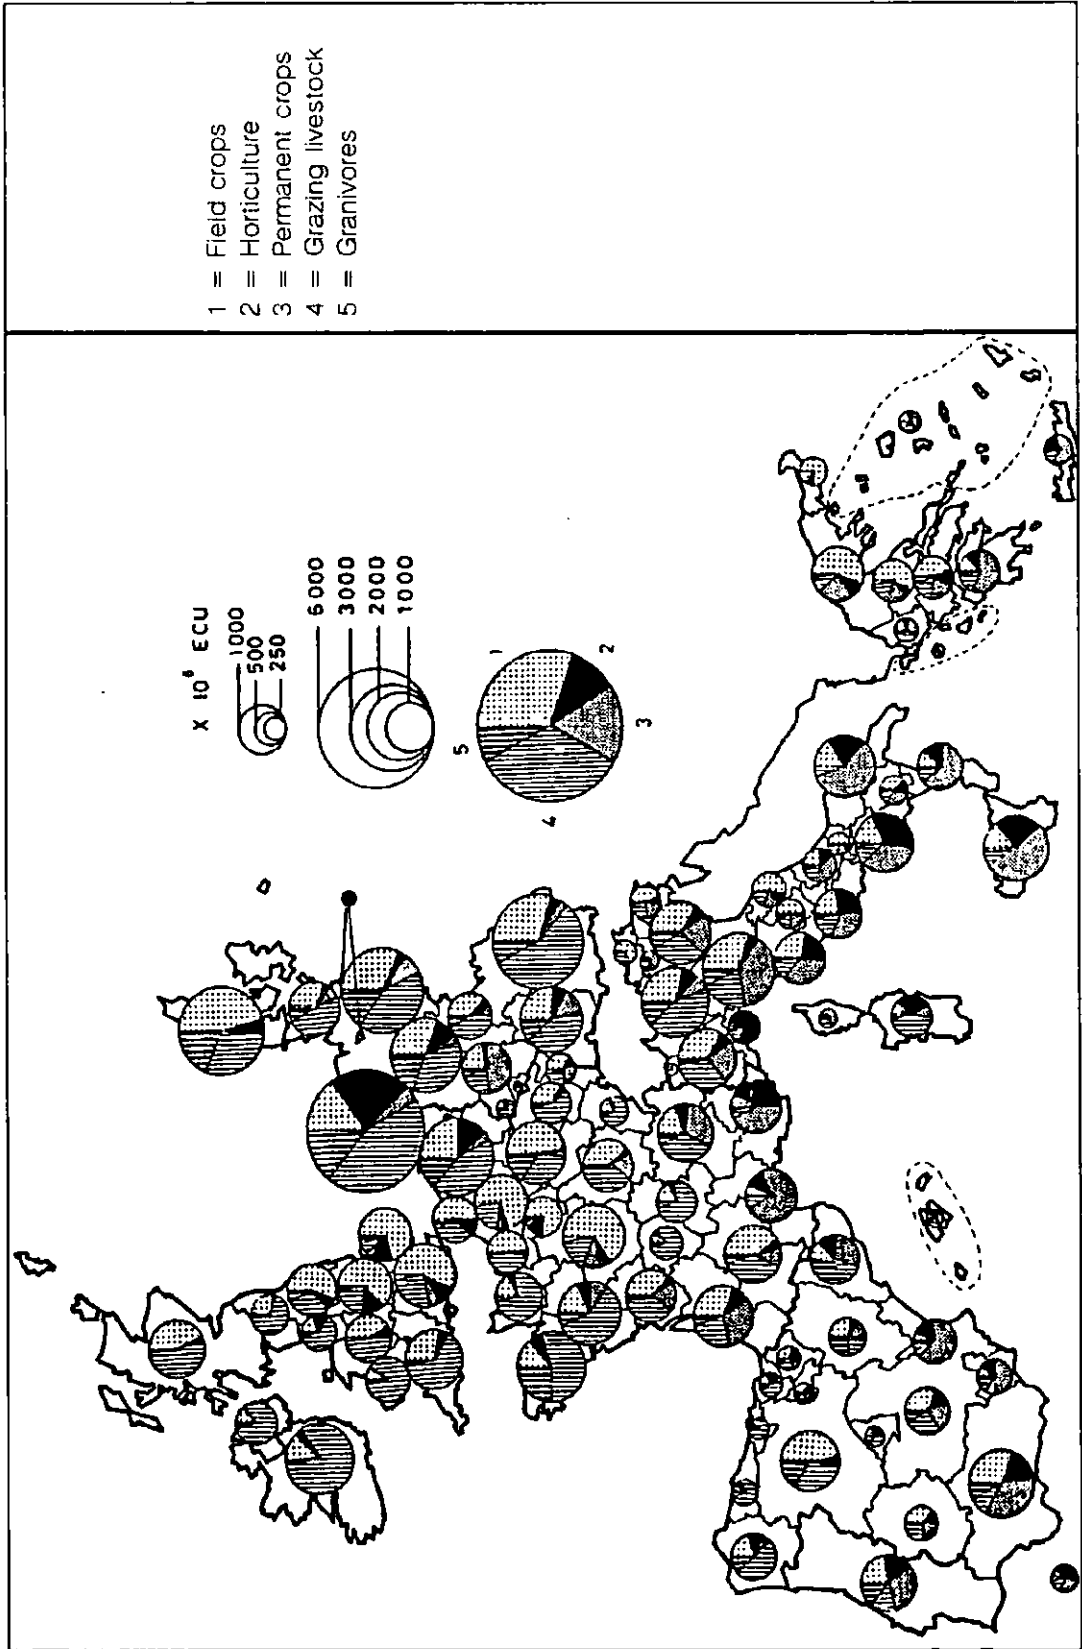 1 = Field crops
2 = Horticulture
3 = Permanent crops
4 = Grazing livestock
5 = Granivores
X 10⁶ ECU
1000
500
250
6000
3000
2000
1000
1
2
3
4
5